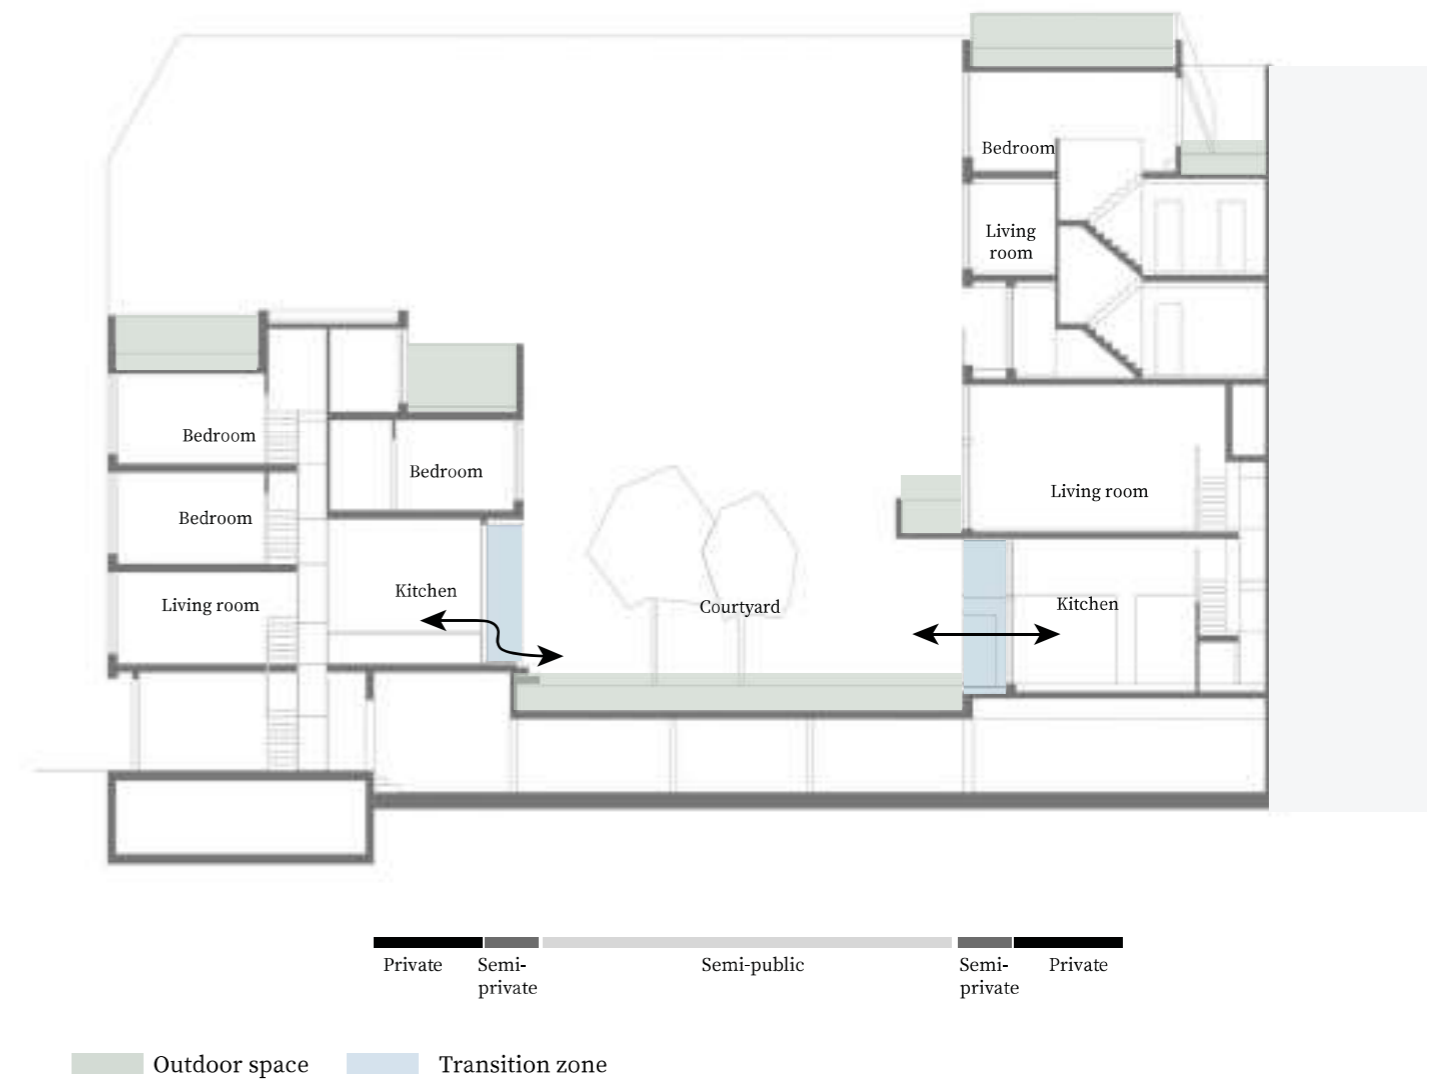 Bedroom
Living
room
Bedroom
Bedroom
Bedroom
Living room
Living room
Kitchen
Courtyard
Kitchen
Private
Semi-
private
Semi-public
Semi-
private
Private
Outdoor space
Transition zone